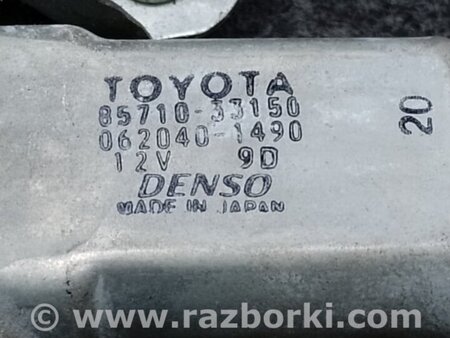 TOYOTA
85710-33150
062040-1490
12V 9D
DENSO
MADE IN JAPAN
20
© www.razborki.com